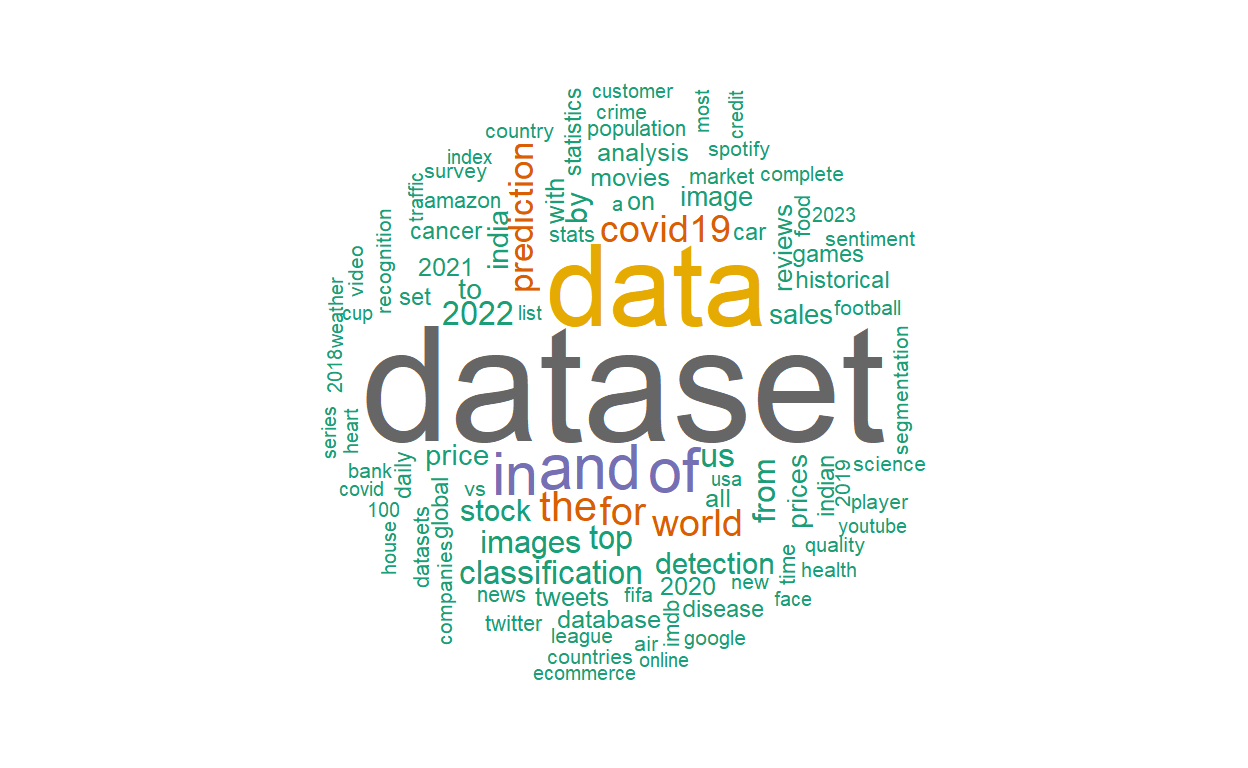 customer
most
credit
statistics
crime
country
population
index
prediction
analysis
spotify
survey
traffic
with
movies
market
complete
amazon
by
a
on
image
food
2023
cancer
india
stats
covid19
car
reviews
sentiment
recognition
video
2021
data
games
weather
set
to
historical
cup
2022
list
sales
football
2018
dataset
segmentation
series
heart
price
in
and
of
us
from
prices
indian
2019
science
bank
daily
covid
vs
usa
global
100
stock
the
for
all
world
player
house
datasets
images
top
youtube
companies
classification
detection
time
quality
health
news
tweets
fifa
2020
new
face
twitter
database
imdb
disease
league
air
google
countries
online
ecommerce